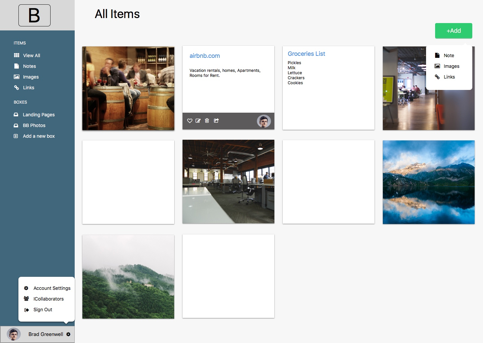 B
All Items
+Add
ITEMS
View All
Notes
Images
Links
BOXES
Landing Pages
BB Photos
Add a new box
airbnb.com
Vacation rentals, homes, Apartments,
Rooms for Rent.
Groceries List
Pickles
Milk
Lettuce
Crackers
Cookies
Note
Images
Links
Account Settings
iCollaborators
Sign Out
Brad Greenwell